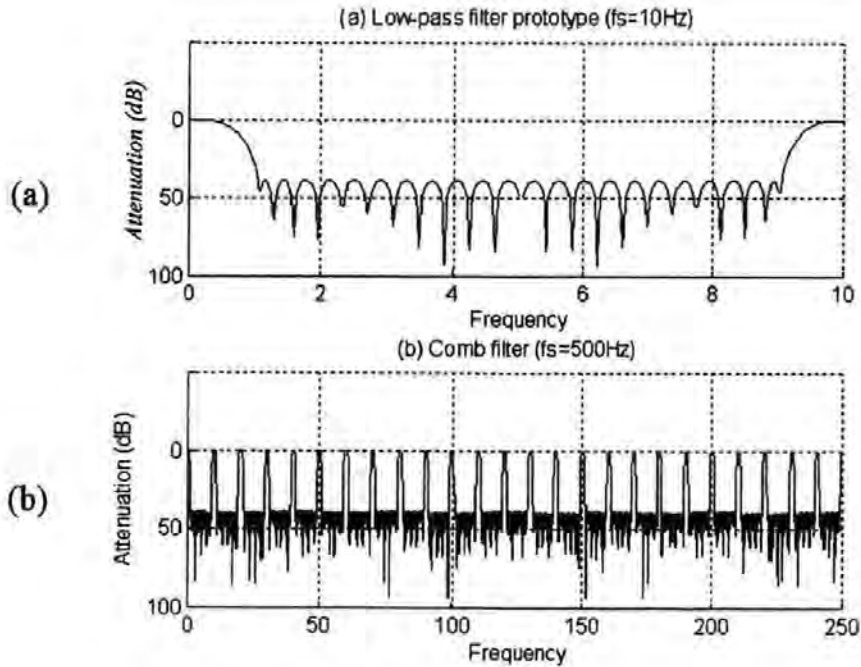 (a) Low-pass filter prototype (fs=10Hz)
(a)
Attenuation (dB)
0
50
100
0 2 4 6 8 10
Frequency
(b) Comb filter (fs=500Hz)
(b)
Attenuation (dB)
0
50
100
0 50 100 150 200 250
Frequency